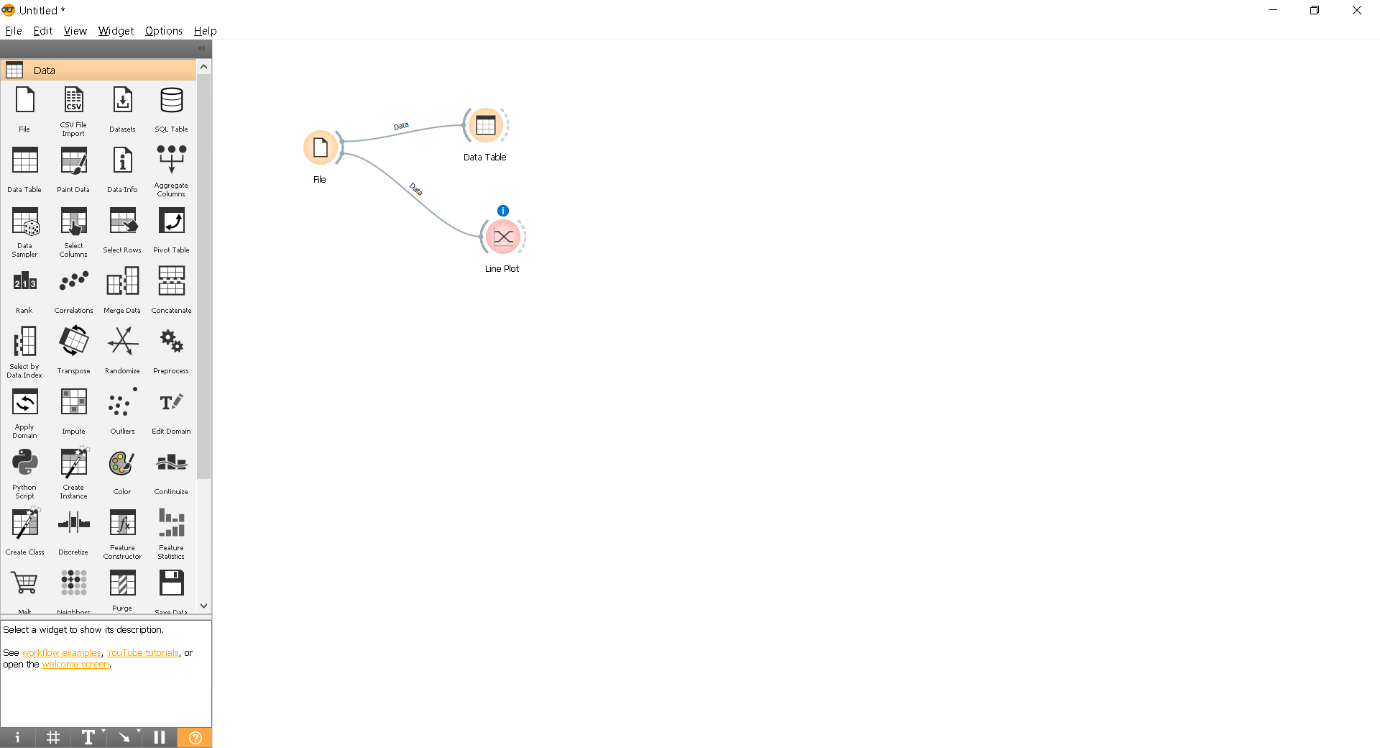 Untitled *
File Edit View Widget Options Help
Data
File
CSV File
Import
Datasets
SQL Table
Data Table
Paint Data
Data Info
Aggregate
Columns
Data
Sampler
Select
Columns
Select Rows
Pivot Table
Rank
Correlations
Merge Data
Concatenate
Select by
Data Index
Transpose
Randomize
Preprocess
Apply
Domain
Impute
Outliers
Edit Domain
Python
Script
Create
Instance
Color
Continuize
Create Class
Discretize
Feature
Constructor
Feature
Statistics
Melt
Neighbors
Purge
Save Data
Select a widget to show its description.
See workflow examples, YouTube tutorials, or
open the welcome screen.
File
Data
Data Table
Data
Line Plot